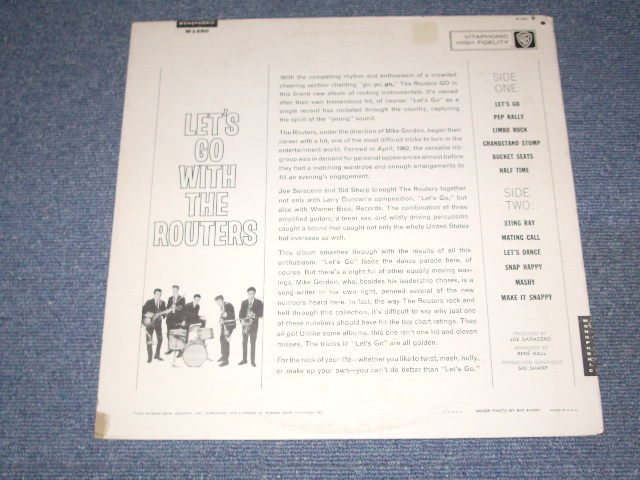 MONOPHONIC
W 1490
VITAPHONIC
HIGH FIDELITY
LET'S
GO
WITH
THE
ROUTERS
With the competing rhythm and enthusiasm of a crowded
cheering section chanting "go, go, go," The Routers GO in
this brand new album of rocking instrumentals. It's named
after their own tremendous hit, of course: "Let's Go" as a
single record has rocketed through the country, capturing
the spirit of the "young" sound.
The Routers, under the direction of Mike Gordon, began their
career with a hit, one of the most difficult tricks to turn in the
entertainment world. Formed in April, 1962, the versatile hit-
group was in demand for personal appearances almost before
they had a matching wardrobe and enough arrangements to
fill an evening's engagement.
Joe Saraceno and Sid Sharp brought The Routers together
not only with Larry Duncan's composition, "Let's Go," but
also with Warner Bros. Records. The combination of three
amplified guitars, a tenor sax, and wildly driving percussion
caught a sound that caught not only the whole United States
but overseas as well.
This album smashes through with the results of all this
enthusiasm. "Let's Go" leads the dance parade here, of
course. But there's a night-ful of other equally moving wax-
ings. Mike Gordon, who, besides his leadership chores, is a
song-writer in his own right, penned several of the new
numbers heard here. In fact, the way The Routers rock and
belt through this collection, it's difficult to say why just one
of these numbers should have hit the top chart ratings. They
all go! Unlike some albums, this one isn't one hit and eleven
misses. The tracks in "Let's Go" are all golden.
For the rock of your life—whether you like to twist, mash, hully,
or make up your own—you can't do better than "Let's Go."
SIDE
ONE:
LET'S GO
PEP RALLY
LIMBO ROCK
GRANDSTAND STOMP
BUCKET SEATS
HALF TIME
SIDE
TWO:
STING RAY
MATING CALL
LET'S DANCE
SNAP HAPPY
MASHY
MAKE IT SNAPPY
PRODUCED BY
JOE SARACENO
ARRANGED BY
RENÉ HALL
SID SHARP
COVER PHOTO BY
MADE IN U.S.A.